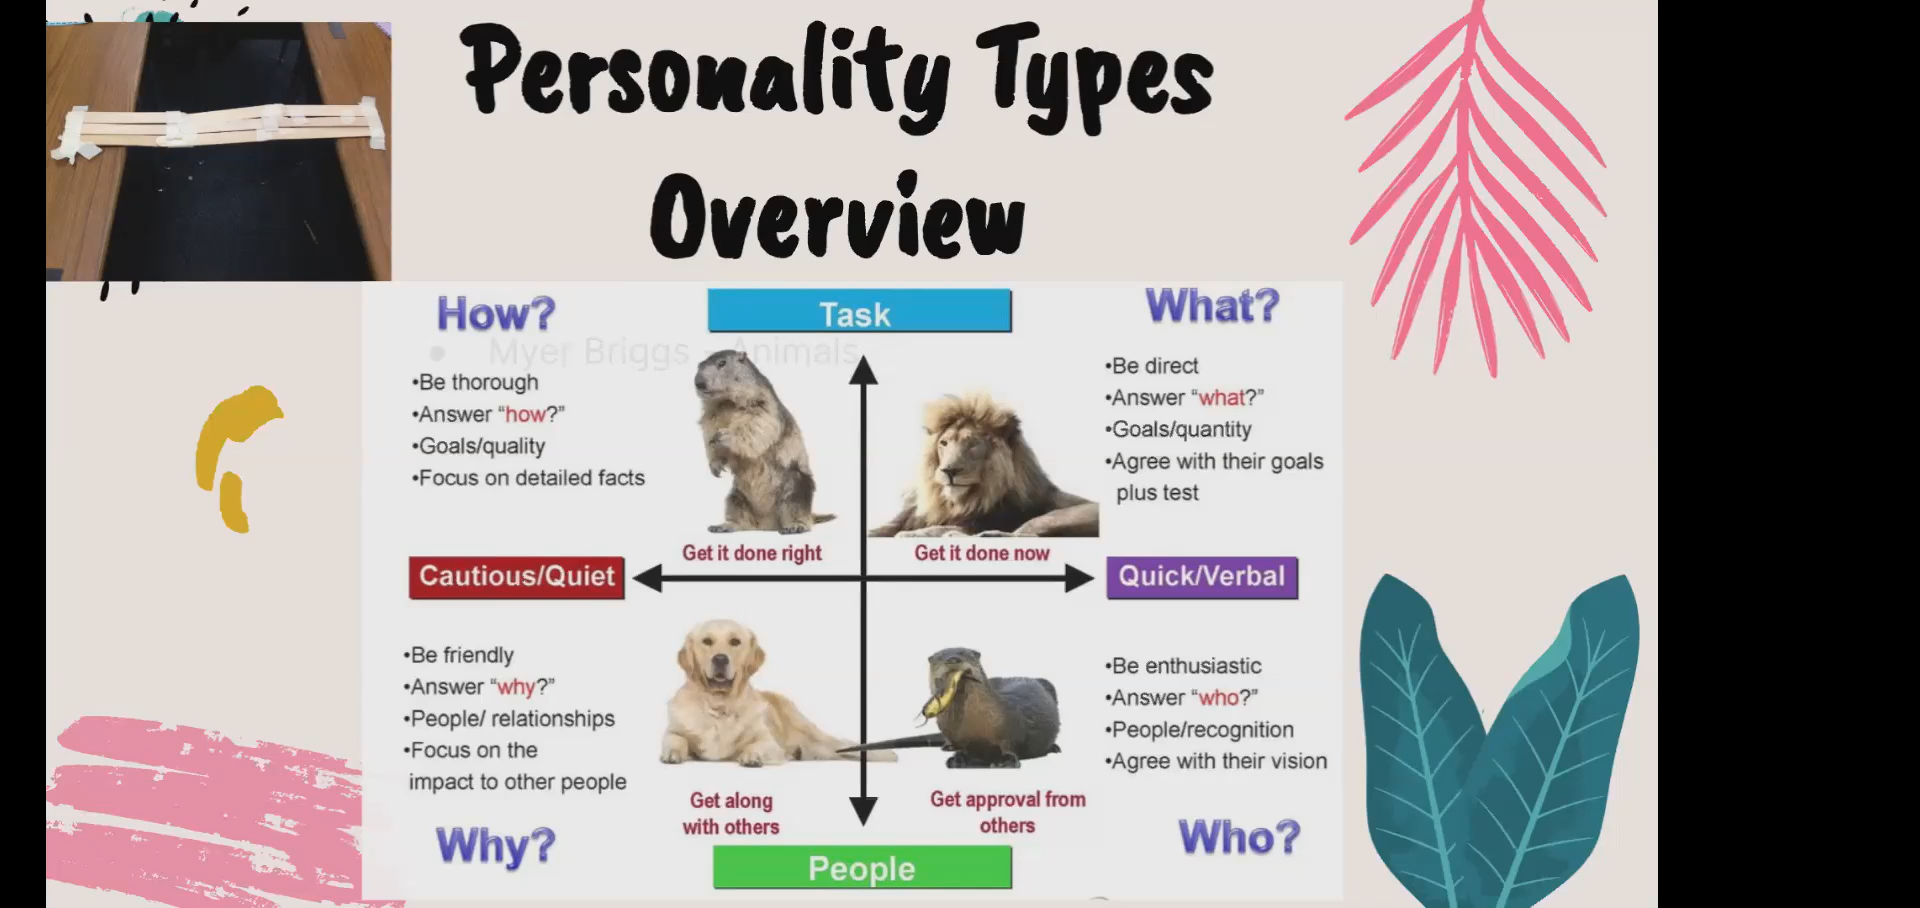 Personality Types
Overview
How?
Task
What?
• Myer Briggs - Animals
•Be thorough
•Answer “how?”
•Goals/quality
•Focus on detailed facts
•Be direct
•Answer “what?”
•Goals/quantity
•Agree with their goals
plus test
Get it done right
Get it done now
Cautious/Quiet
Quick/Verbal
•Be friendly
•Answer “why?”
•People/ relationships
•Focus on the
impact to other people
•Be enthusiastic
•Answer “who?”
•People/recognition
•Agree with their vision
Get along
with others
Get approval from
others
Why?
Who?
People